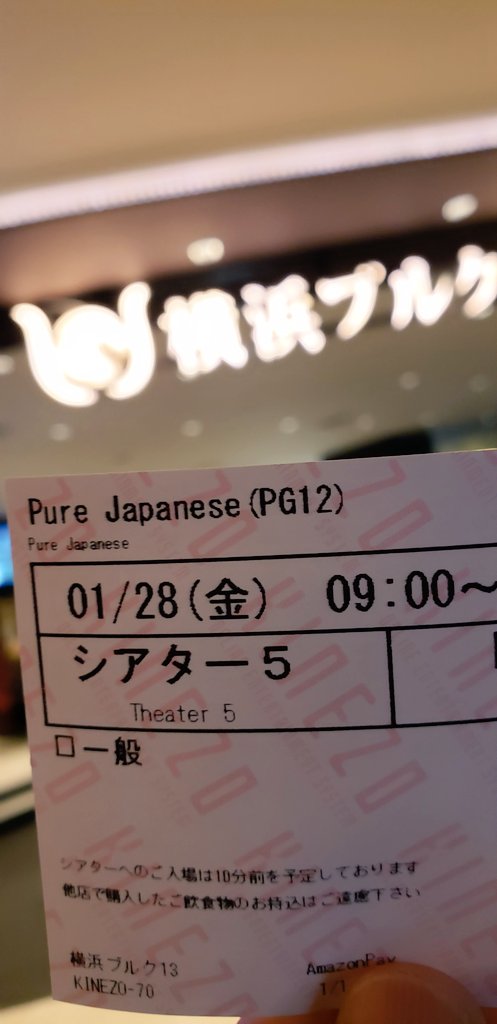 横浜ブルク
Pure Japanese(PG12)
Pure Japanese
01/28(金) 09:00～
シアター5
Theater 5
□一般
シアターへのご入場は10分前を予定しております
他店で購入したご飲食物のお持込はご遠慮下さい
横浜ブルク13
AmazonPay
KINEZO-70
1/1